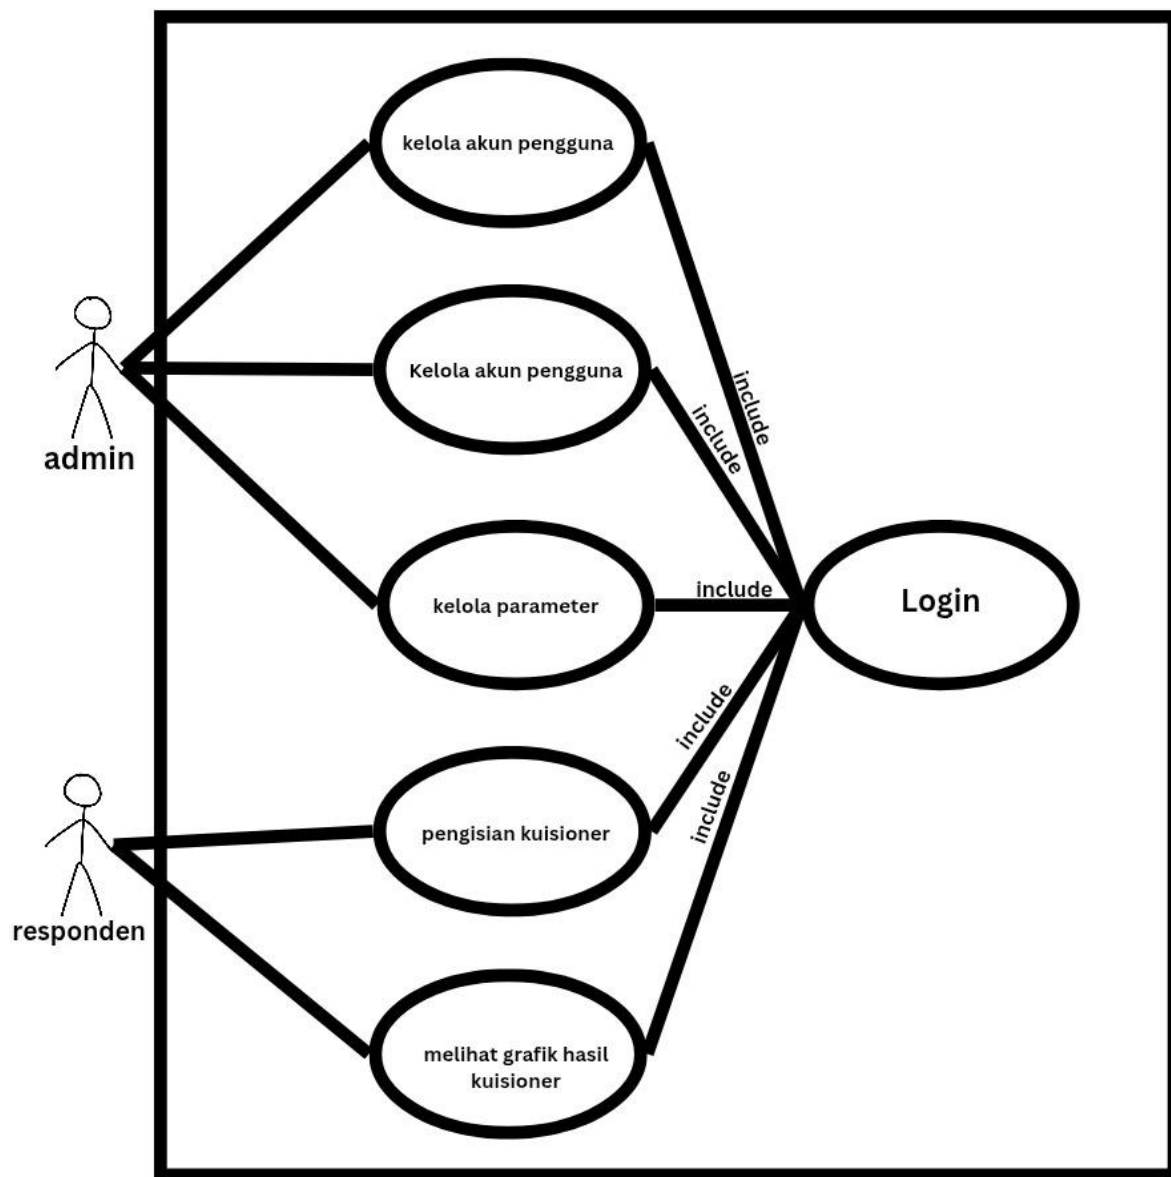 kelola akun pengguna
Kelola akun pengguna
include
include
admin
include
kelola parameter
Login
include
include
pengisian kuisioner
responden
melihat grafik hasil
kuisioner